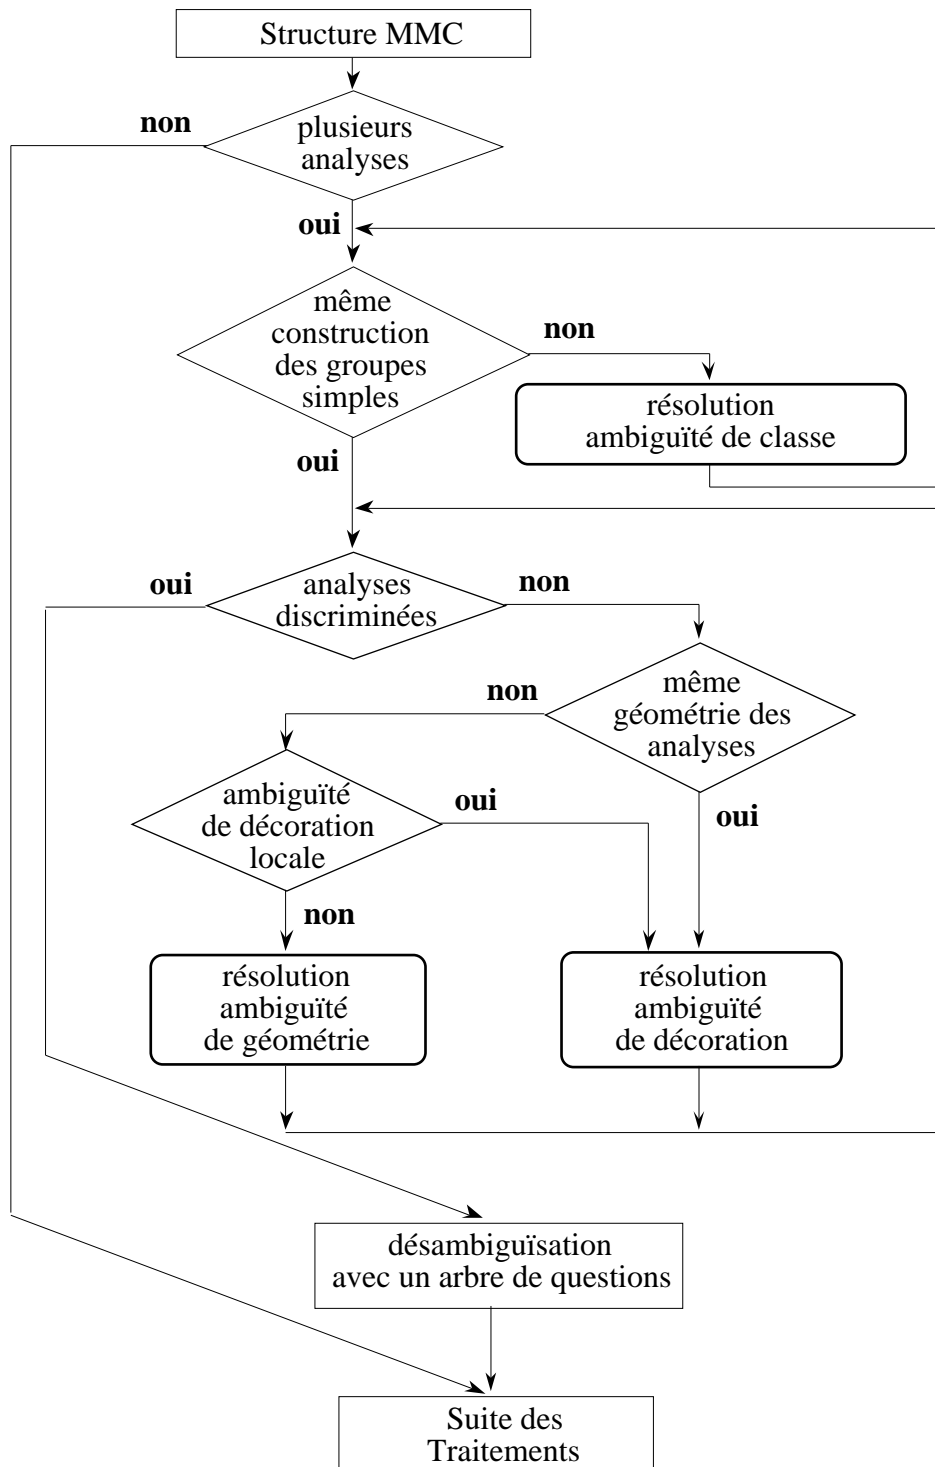 Structure MMC
non
plusieurs
analyses
oui
même
construction
des groupes
simples
non
résolution
ambiguïté de classe
oui
oui
analyses
discriminées
non
non
même
géométrie des
analyses
ambiguïté
de décoration
locale
oui
oui
non
résolution
ambiguïté
de géométrie
résolution
ambiguïté
de décoration
désambiguïsation
avec un arbre de questions
Suite des
Traitements